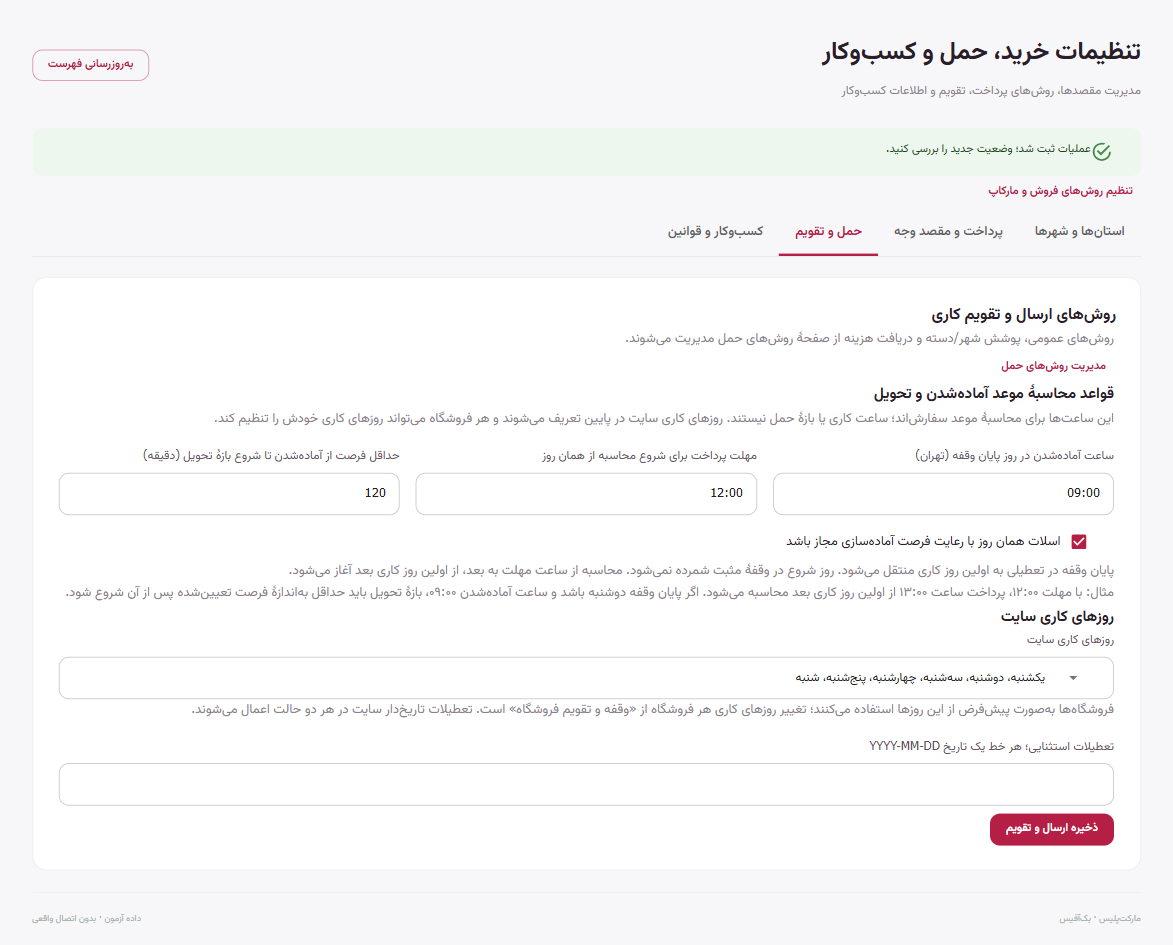 تنظیمات خرید، حمل و کسب‌وکار
به‌روزرسانی فهرست
مدیریت مقصدها، روش‌های پرداخت، تقویم و اطلاعات کسب‌وکار
عملیات ثبت شد؛ وضعیت جدید را بررسی کنید.
تنظیم روش‌های فروش و مارکاپ
استان‌ها و شهرها
پرداخت و مقصد وجه
حمل و تقویم
کسب‌وکار و قوانین
روش‌های ارسال و تقویم کاری
روش‌های عمومی، پوشش شهر/دسته و دریافت هزینه از صفحهٔ روش‌های حمل مدیریت می‌شوند.
مدیریت روش‌های حمل
قواعد محاسبهٔ موعد آماده‌شدن و تحویل
این ساعت‌ها برای محاسبهٔ موعد سفارش‌اند؛ ساعت کاری یا بازهٔ حمل نیستند. روزهای کاری سایت در پایین تعریف می‌شوند و هر فروشگاه می‌تواند روزهای کاری خودش را تنظیم کند.
ساعت آماده‌شدن در روز پایان وقفه (تهران)
مهلت پرداخت برای شروع محاسبه از همان روز
حداقل فرصت از آماده‌شدن تا شروع بازهٔ تحویل (دقیقه)
09:00
12:00
120
اسلات همان روز با رعایت فرصت آماده‌سازی مجاز باشد
پایان وقفه در تعطیلی به اولین روز کاری منتقل می‌شود. روز شروع در وقفهٔ مثبت شمرده نمی‌شود. محاسبه از ساعت مهلت به بعد، از اولین روز کاری بعد آغاز می‌شود.
مثال: با مهلت ۱۲:۰۰، پرداخت ساعت ۱۳:۰۰ از اولین روز کاری بعد محاسبه می‌شود. اگر پایان وقفه دوشنبه باشد و ساعت آماده‌شدن ۰۹:۰۰، بازهٔ تحویل باید حداقل به‌اندازهٔ فرصت تعیین‌شده پس از آن شروع شود.
روزهای کاری سایت
روزهای کاری سایت
یکشنبه، دوشنبه، سه‌شنبه، چهارشنبه، پنج‌شنبه، شنبه
فروشگاه‌ها به‌صورت پیش‌فرض از این روزها استفاده می‌کنند؛ تغییر روزهای کاری هر فروشگاه از «وقفه و تقویم فروشگاه» است. تعطیلات تاریخ‌دار سایت در هر دو حالت اعمال می‌شوند.
تعطیلات استثنایی؛ هر خط یک تاریخ YYYY-MM-DD
ذخیره ارسال و تقویم
مارکت‌پلیس · بک‌آفیس
داده آزمون · بدون اتصال واقعی